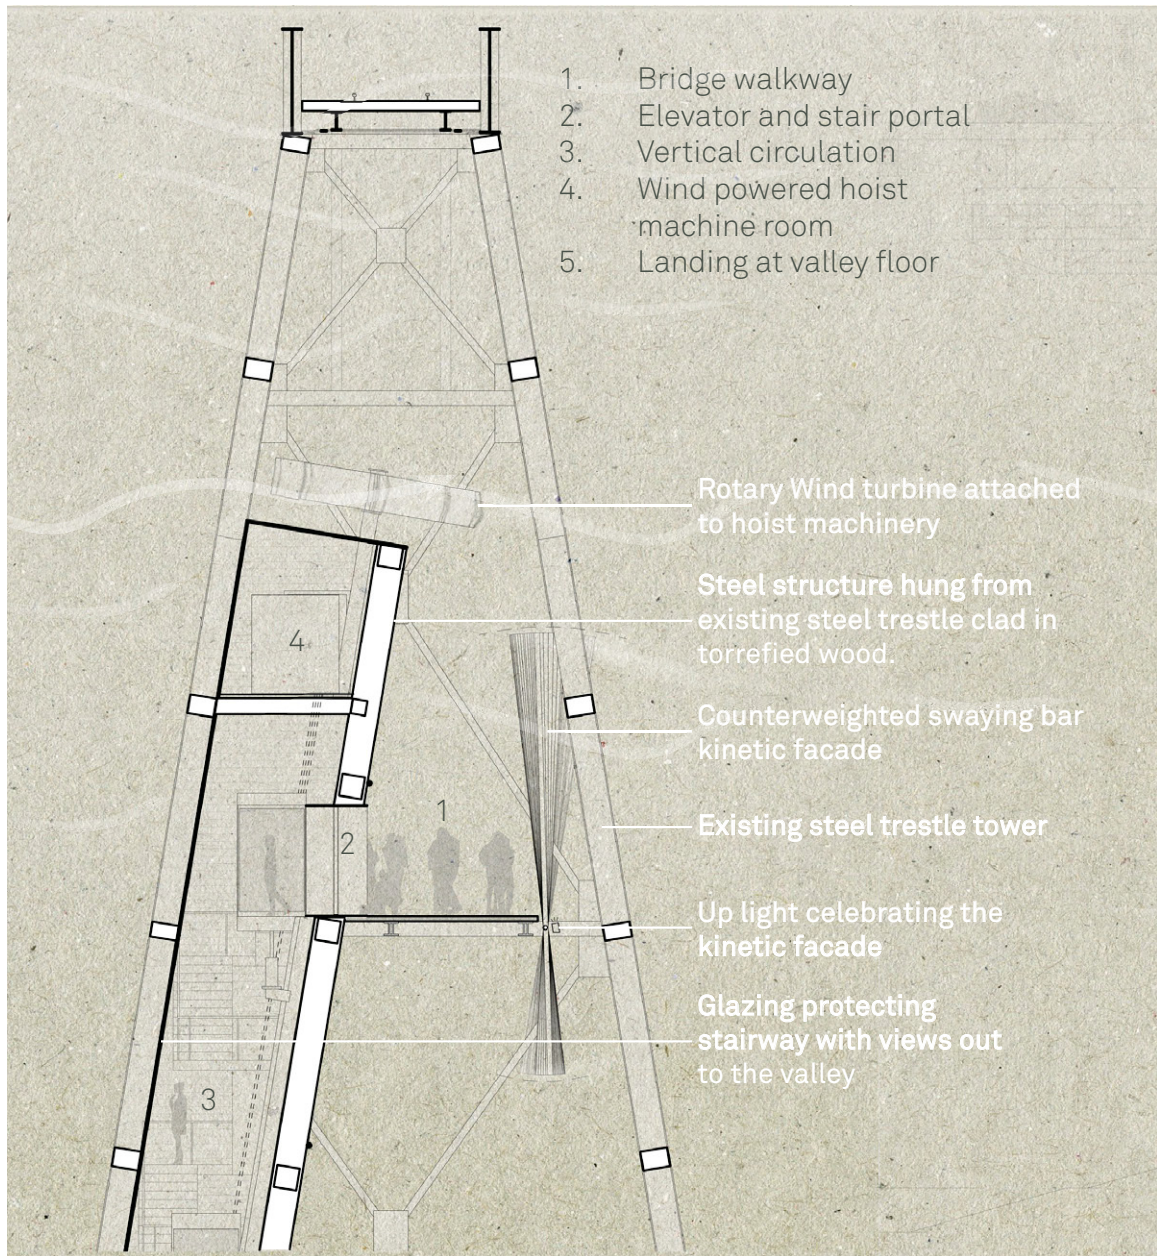 1. Bridge walkway
2. Elevator and stair portal
3. Vertical circulation
4. Wind powered hoist
machine room
5. Landing at valley floor
Rotary Wind turbine attached
to hoist machinery
Steel structure hung from
existing steel trestle clad in
torrefied wood.
4
Counterweighted swaying bar
kinetic facade
1
Existing steel trestle tower
2
Up light celebrating the
kinetic facade
Glazing protecting
stairway with views out
to the valley
3